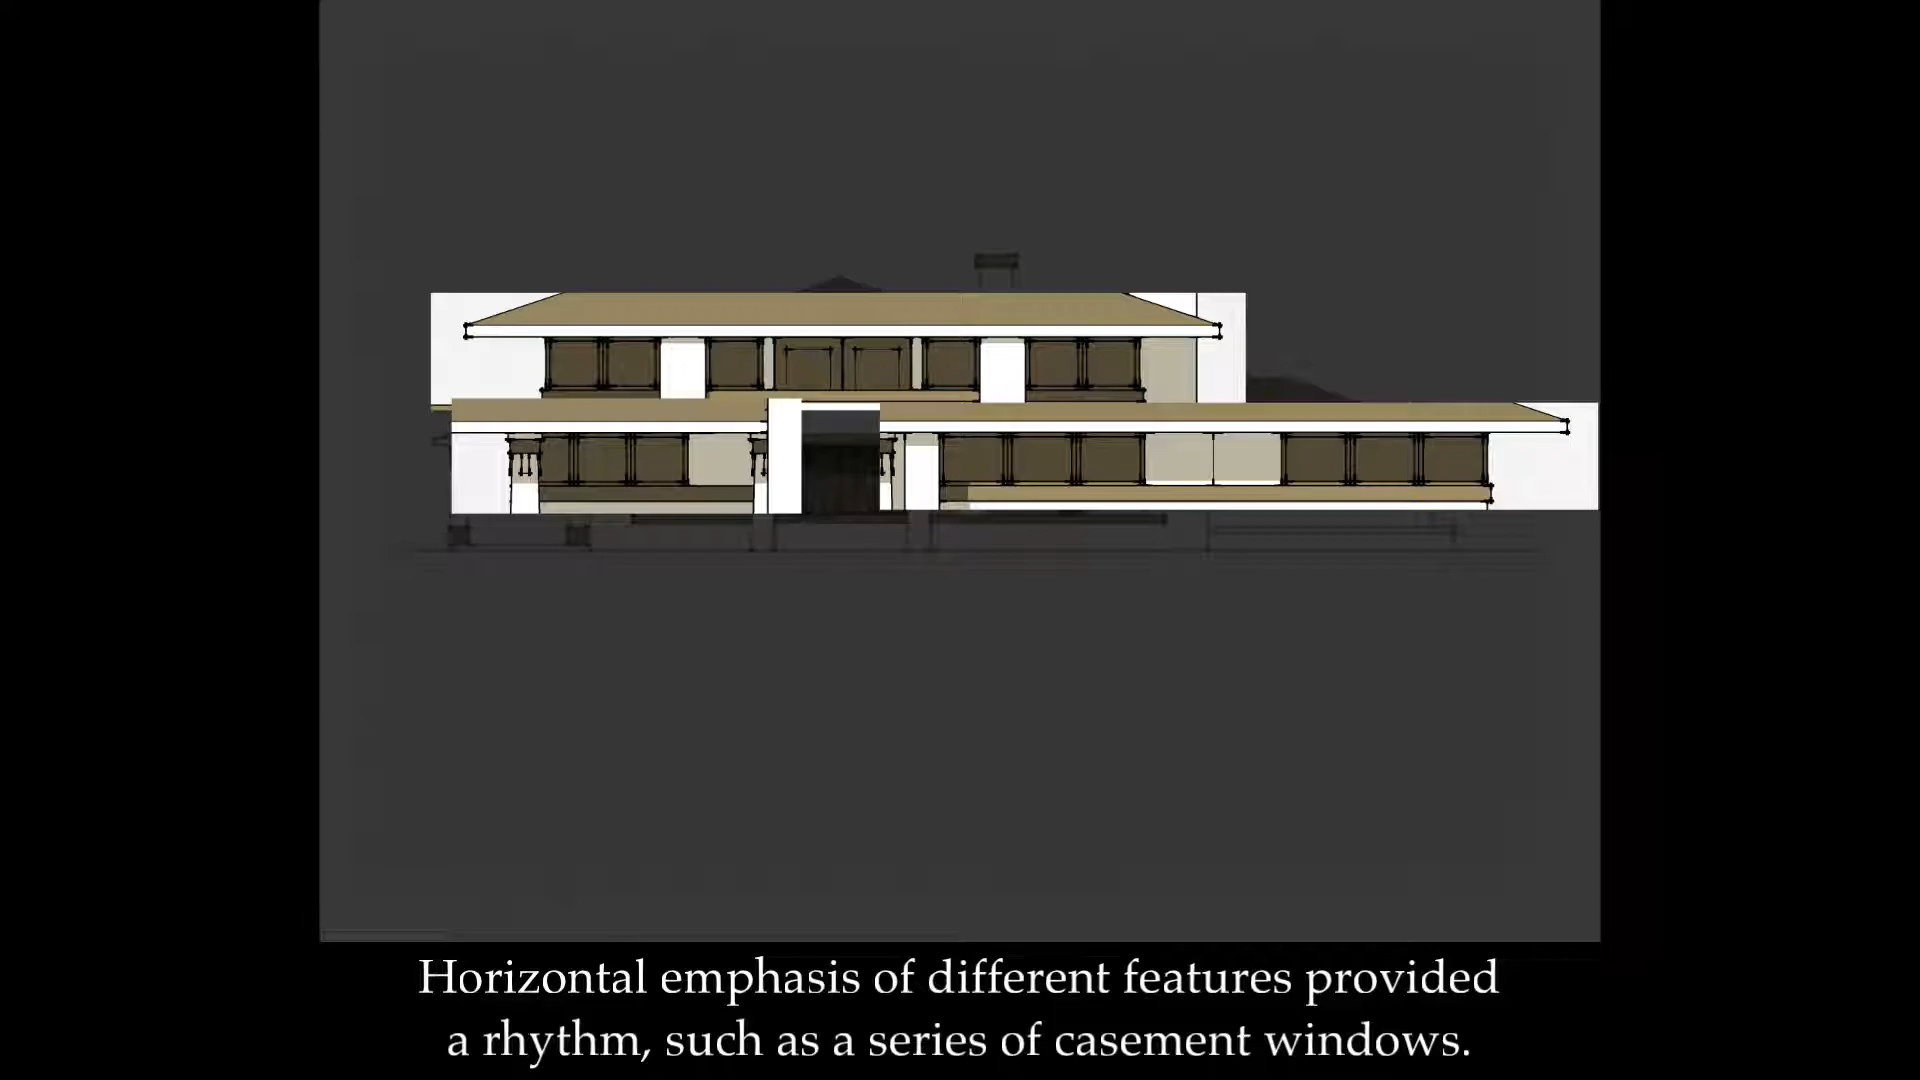 Horizontal emphasis of different features provided
a rhythm, such as a series of casement windows.